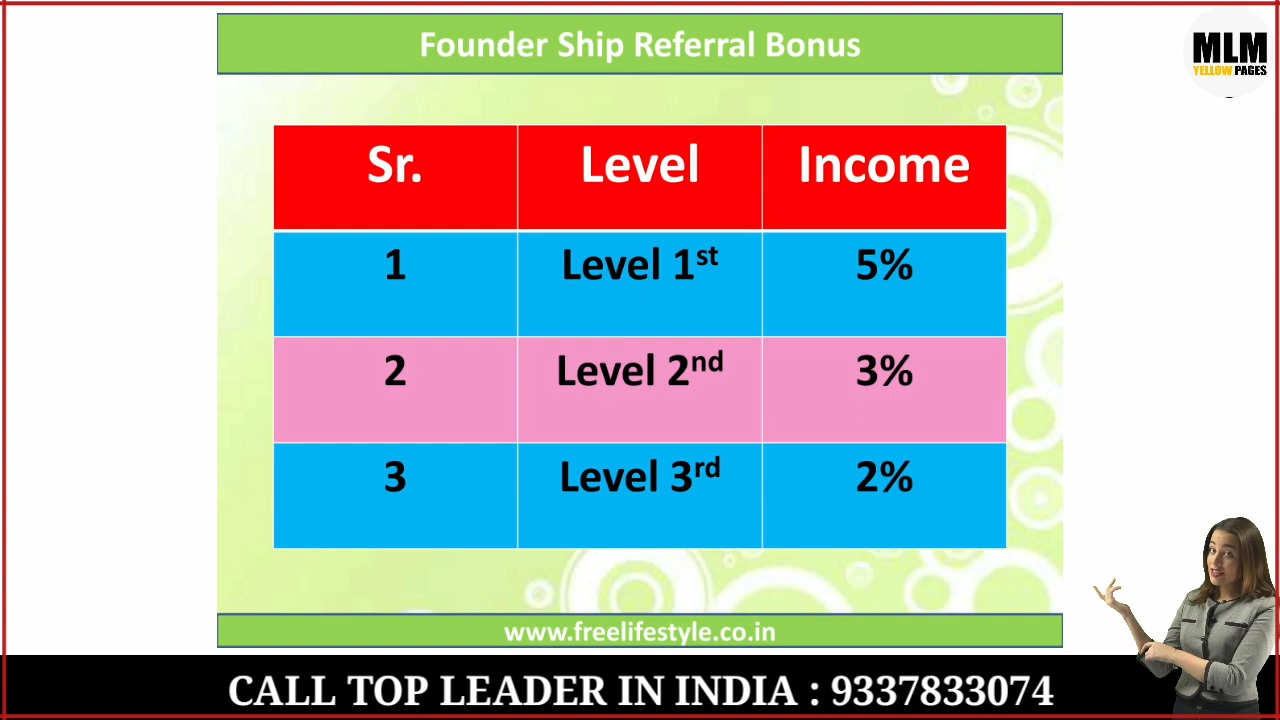 Founder Ship Referral Bonus
MLM
YELLOW PAGES
Sr. Level Income
1 Level 1st 5%
2 Level 2nd 3%
3 Level 3rd 2%
www.freelifestyle.co.in
CALL TOP LEADER IN INDIA : 9337833074